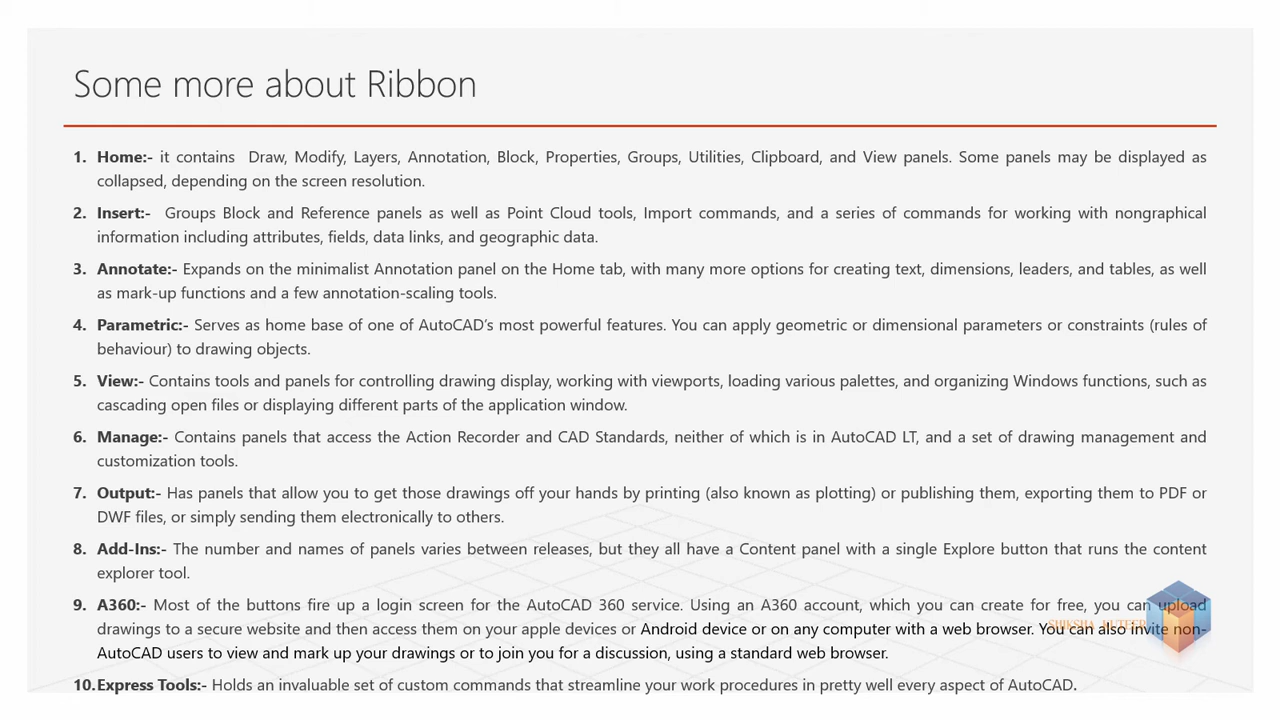 Some more about Ribbon
1. Home:- it contains Draw, Modify, Layers, Annotation, Block, Properties, Groups, Utilities, Clipboard, and View panels. Some panels may be displayed as
collapsed, depending on the screen resolution.
2. Insert:- Groups Block and Reference panels as well as Point Cloud tools, Import commands, and a series of commands for working with nongraphical
information including attributes, fields, data links, and geographic data.
3. Annotate:- Expands on the minimalist Annotation panel on the Home tab, with many more options for creating text, dimensions, leaders, and tables, as well
as mark-up functions and a few annotation-scaling tools.
4. Parametric:- Serves as home base of one of AutoCAD’s most powerful features. You can apply geometric or dimensional parameters or constraints (rules of
behaviour) to drawing objects.
5. View:- Contains tools and panels for controlling drawing display, working with viewports, loading various palettes, and organizing Windows functions, such as
cascading open files or displaying different parts of the application window.
6. Manage:- Contains panels that access the Action Recorder and CAD Standards, neither of which is in AutoCAD LT, and a set of drawing management and
customization tools.
7. Output:- Has panels that allow you to get those drawings off your hands by printing (also known as plotting) or publishing them, exporting them to PDF or
DWF files, or simply sending them electronically to others.
8. Add-Ins:- The number and names of panels varies between releases, but they all have a Content panel with a single Explore button that runs the content
explorer tool.
9. A360:- Most of the buttons fire up a login screen for the AutoCAD 360 service. Using an A360 account, which you can create for free, you can upload
drawings to a secure website and then access them on your apple devices or Android device or on any computer with a web browser. You can also invite non-
AutoCAD users to view and mark up your drawings or to join you for a discussion, using a standard web browser.
10.Express Tools:- Holds an invaluable set of custom commands that streamline your work procedures in pretty well every aspect of AutoCAD.
SHIKSHA